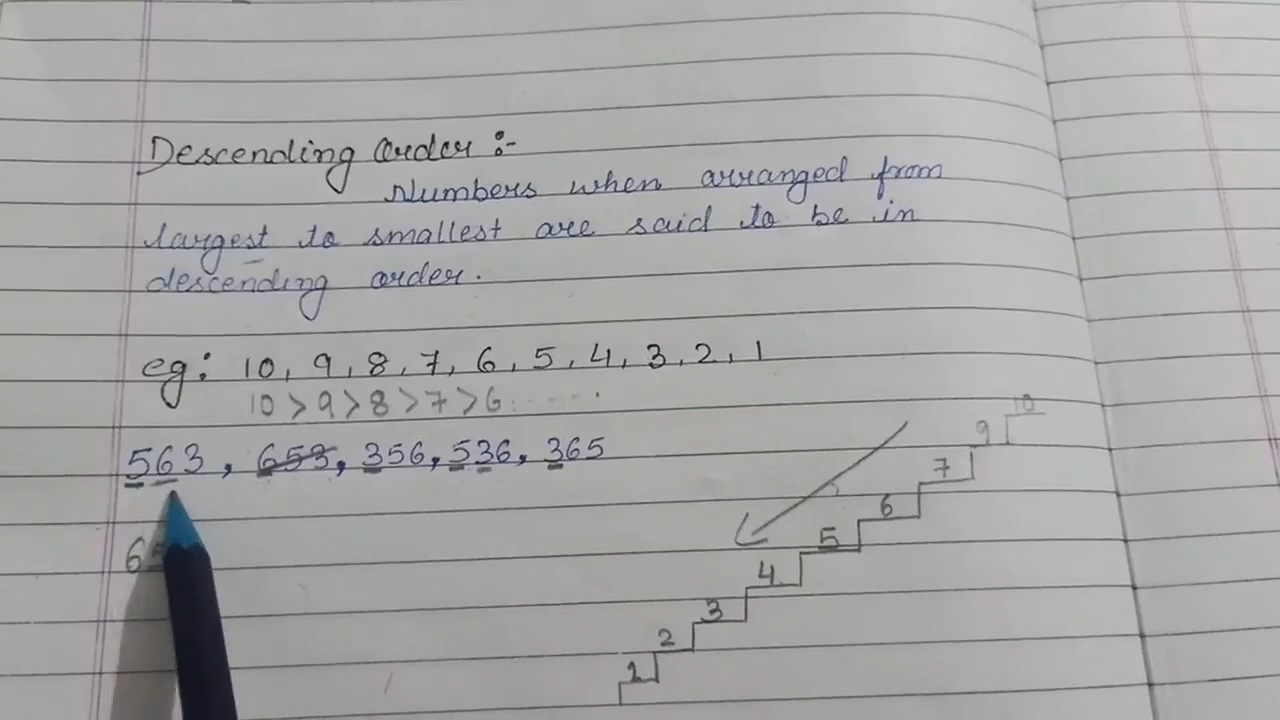 Descending Order :-
Numbers when arranged from
largest to smallest are said to be in
descending order.
eg: 10, 9, 8, 7, 6, 5, 4, 3, 2, 1
10 > 9 > 8 > 7 > 6 . . . . .
563, 653, 356, 536, 365
10
9
7
6
5
4
3
2
1